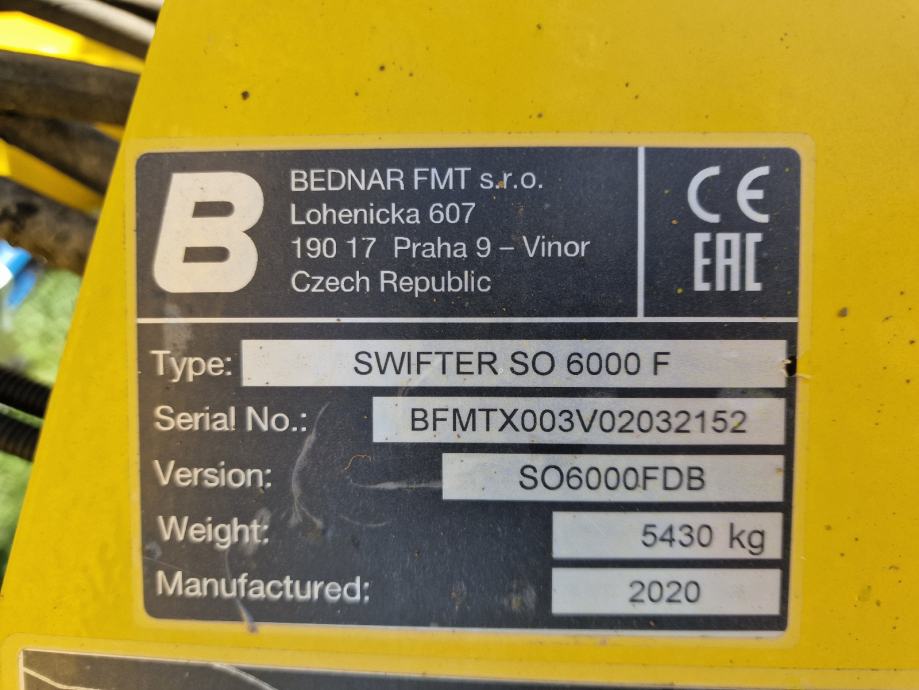 B
BEDNAR FMT s.r.o.
Lohenicka 607
190 17 Praha 9 – Vinor
Czech Republic
CE
EAC
Type: SWIFTER SO 6000 F
Serial No.: BFMTX003V02032152
Version: SO6000FDB
Weight: 5430 kg
Manufactured: 2020